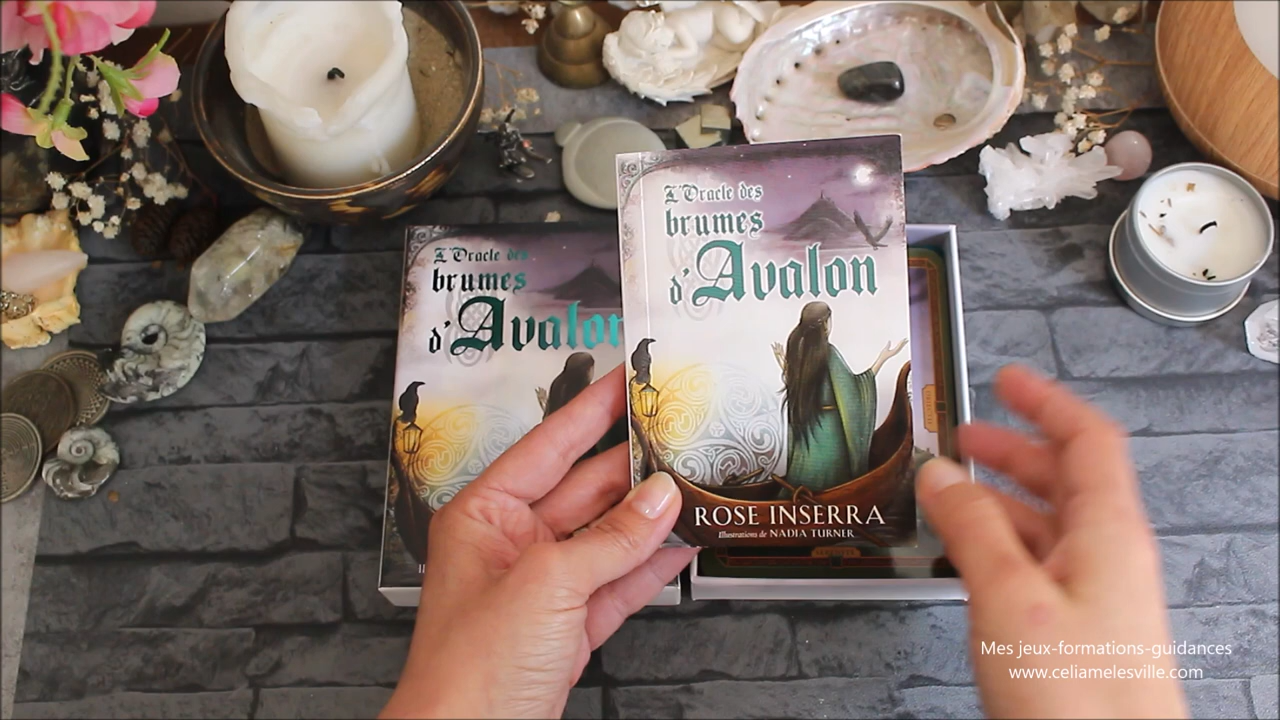 L'Oracle des
brumes
d'Avalon
L'Oracle des
brumes
d'Avalon
ROSE INSERRA
Illustrations de NADIA TURNER
Mes jeux-formations-guidances
www.celiamelesville.com